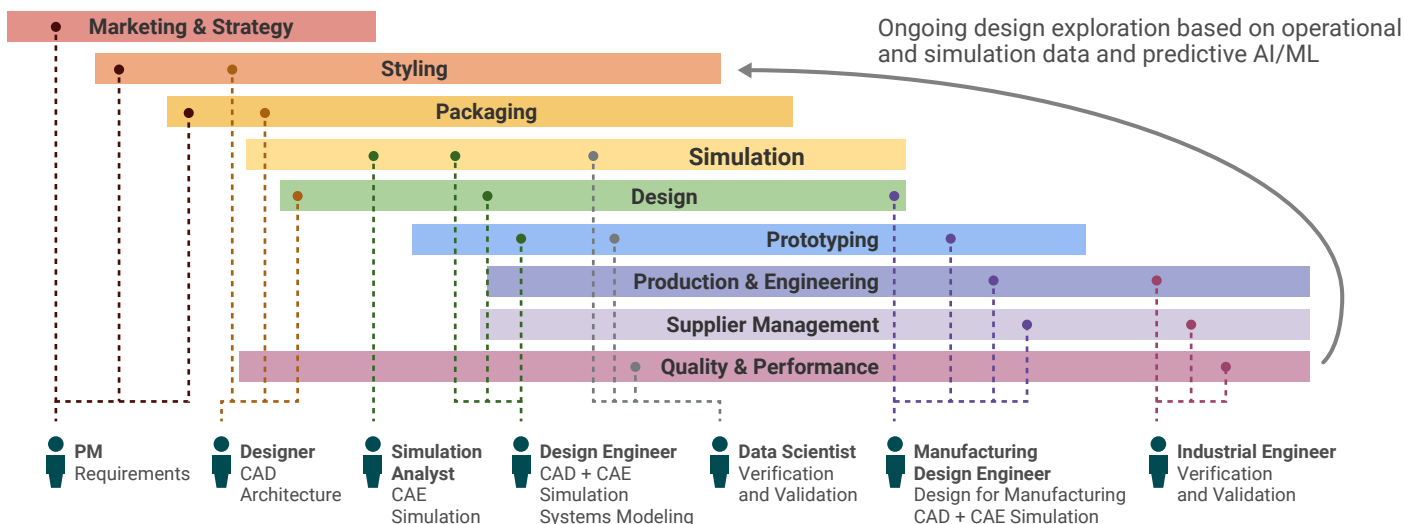 Marketing & Strategy
Ongoing design exploration based on operational
and simulation data and predictive AI/ML
Styling
Packaging
Simulation
Design
Prototyping
Production & Engineering
Supplier Management
Quality & Performance
PM
Requirements
Designer
CAD
Architecture
Simulation
Analyst
CAE
Simulation
Design Engineer
CAD + CAE
Simulation
Systems Modeling
Data Scientist
Verification
and Validation
Manufacturing
Design Engineer
Design for Manufacturing
CAD + CAE Simulation
Industrial Engineer
Verification
and Validation